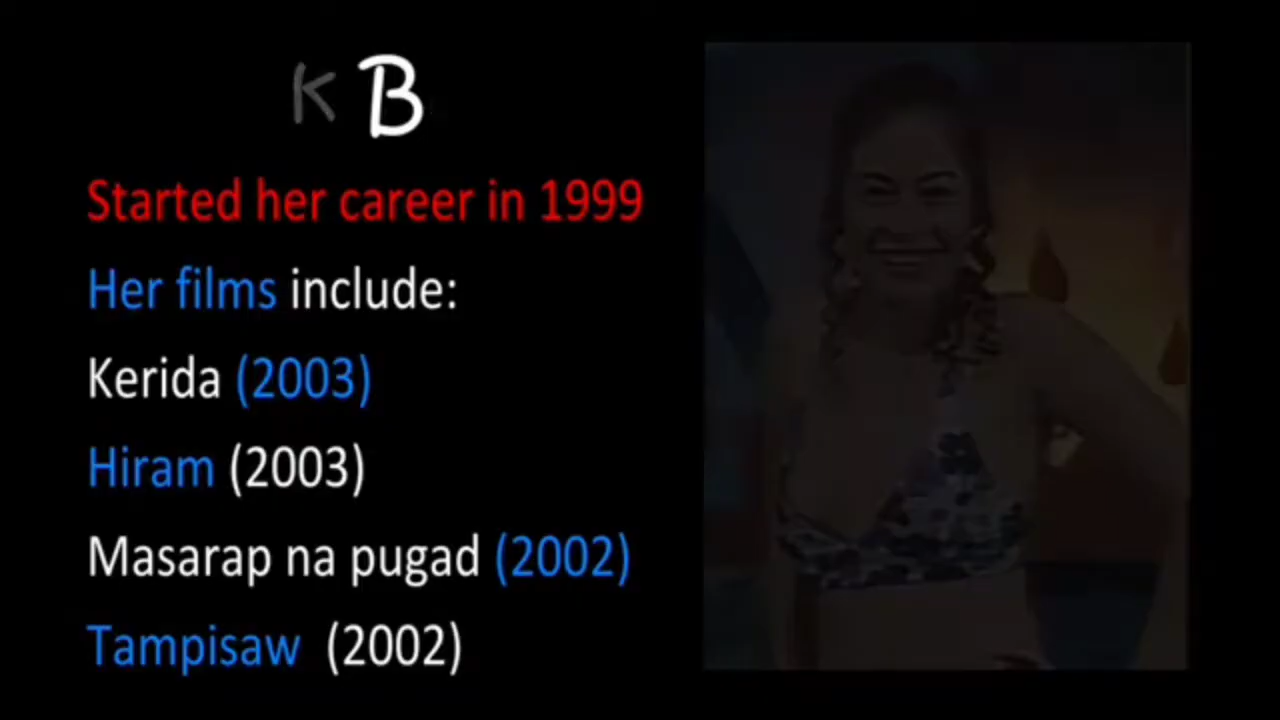 K B
Started her career in 1999
Her films include:
Kerida (2003)
Hiram (2003)
Masarap na pugad (2002)
Tampisaw (2002)